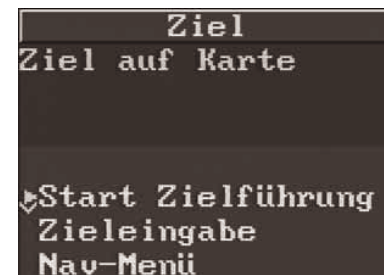 Ziel
Ziel auf Karte
Start Zielführung
Zieleingabe
Nav-Menü